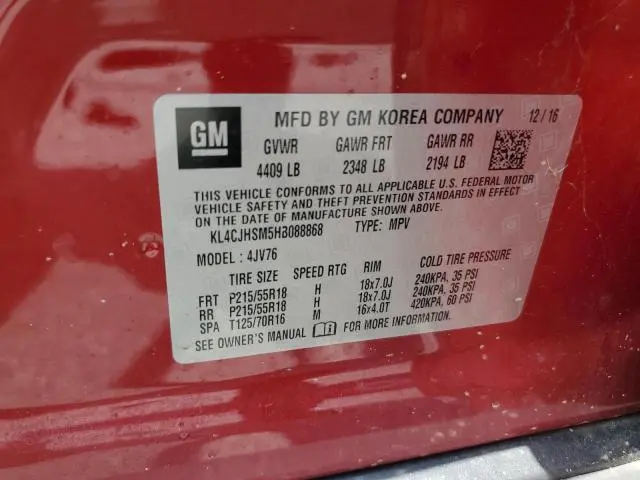 GM
MFD BY GM KOREA COMPANY 12/16
GVWR GAWR FRT GAWR RR
4409 LB 2348 LB 2194 LB
THIS VEHICLE CONFORMS TO ALL APPLICABLE U.S. FEDERAL MOTOR
VEHICLE SAFETY AND THEFT PREVENTION STANDARDS IN EFFECT
ON THE DATE OF MANUFACTURE SHOWN ABOVE.
KL4CJHSM5HB088868 TYPE: MPV
MODEL: 4JV76
TIRE SIZE SPEED RTG RIM COLD TIRE PRESSURE
FRT P215/55R18 H 18x7.0J 240KPA, 35 PSI
RR P215/55R18 H 18x7.0J 240KPA, 35 PSI
SPA T125/70R16 M 16x4.0T 420KPA, 60 PSI
SEE OWNER'S MANUAL FOR MORE INFORMATION.